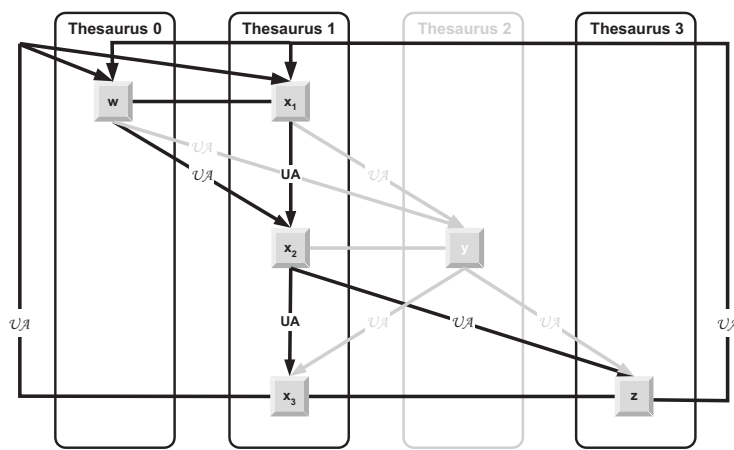 Thesaurus 0
Thesaurus 1
Thesaurus 2
Thesaurus 3
w
x1
UA
UA
UA
UA
x2
y
UA
UA
UA
UA
UA
UA
x3
z